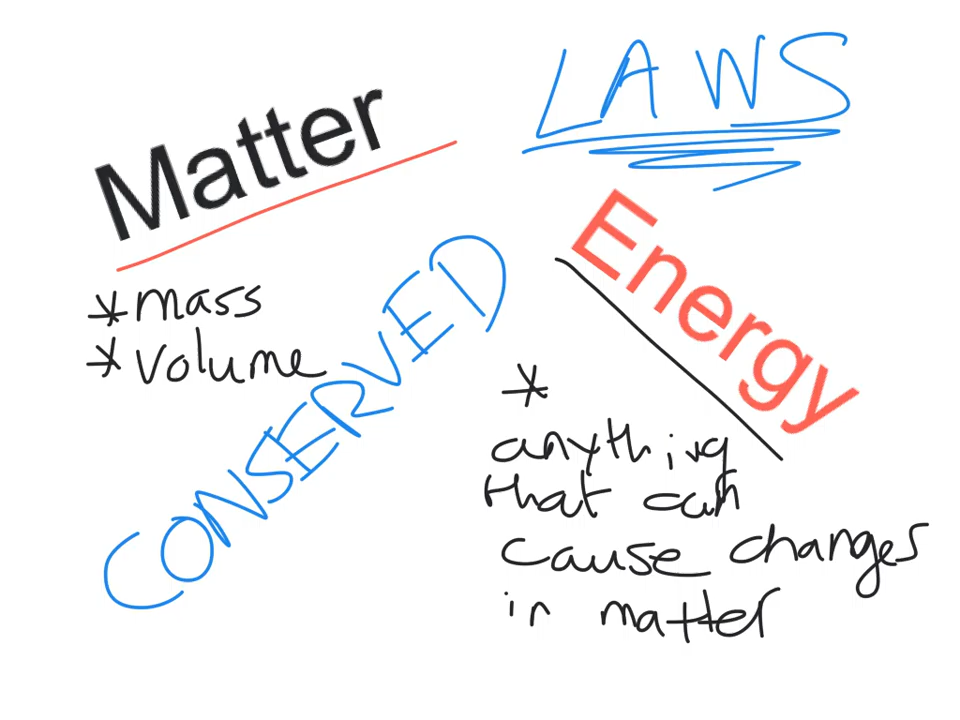 LAWS
Matter
*mass
*volume
CONSERVED
Energy
*
anything
that can
cause changes
in matter